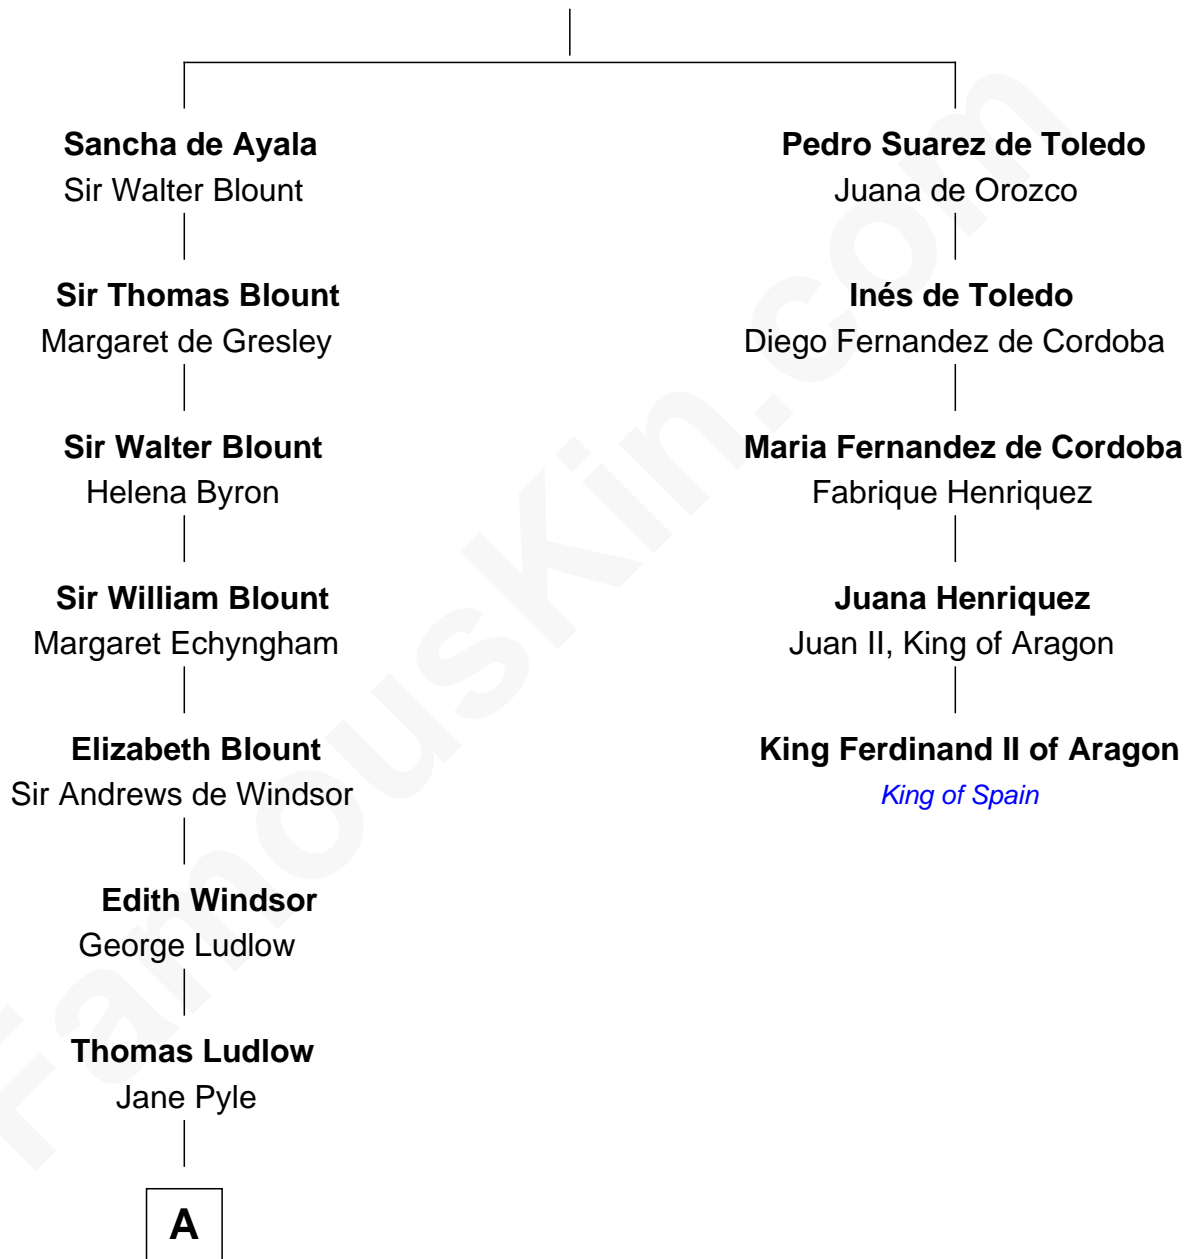 Sancha de Ayala
Sir Walter Blount
Sir Thomas Blount
Margaret de Gresley
Sir Walter Blount
Helena Byron
Sir William Blount
Margaret Echyngham
Elizabeth Blount
Sir Andrews de Windsor
Edith Windsor
George Ludlow
Thomas Ludlow
Jane Pyle
A
Pedro Suarez de Toledo
Juana de Orozco
Inés de Toledo
Diego Fernandez de Cordoba
Maria Fernandez de Cordoba
Fabrique Henriquez
Juana Henriquez
Juan II, King of Aragon
King Ferdinand II of Aragon
King of Spain
FamousKin.com